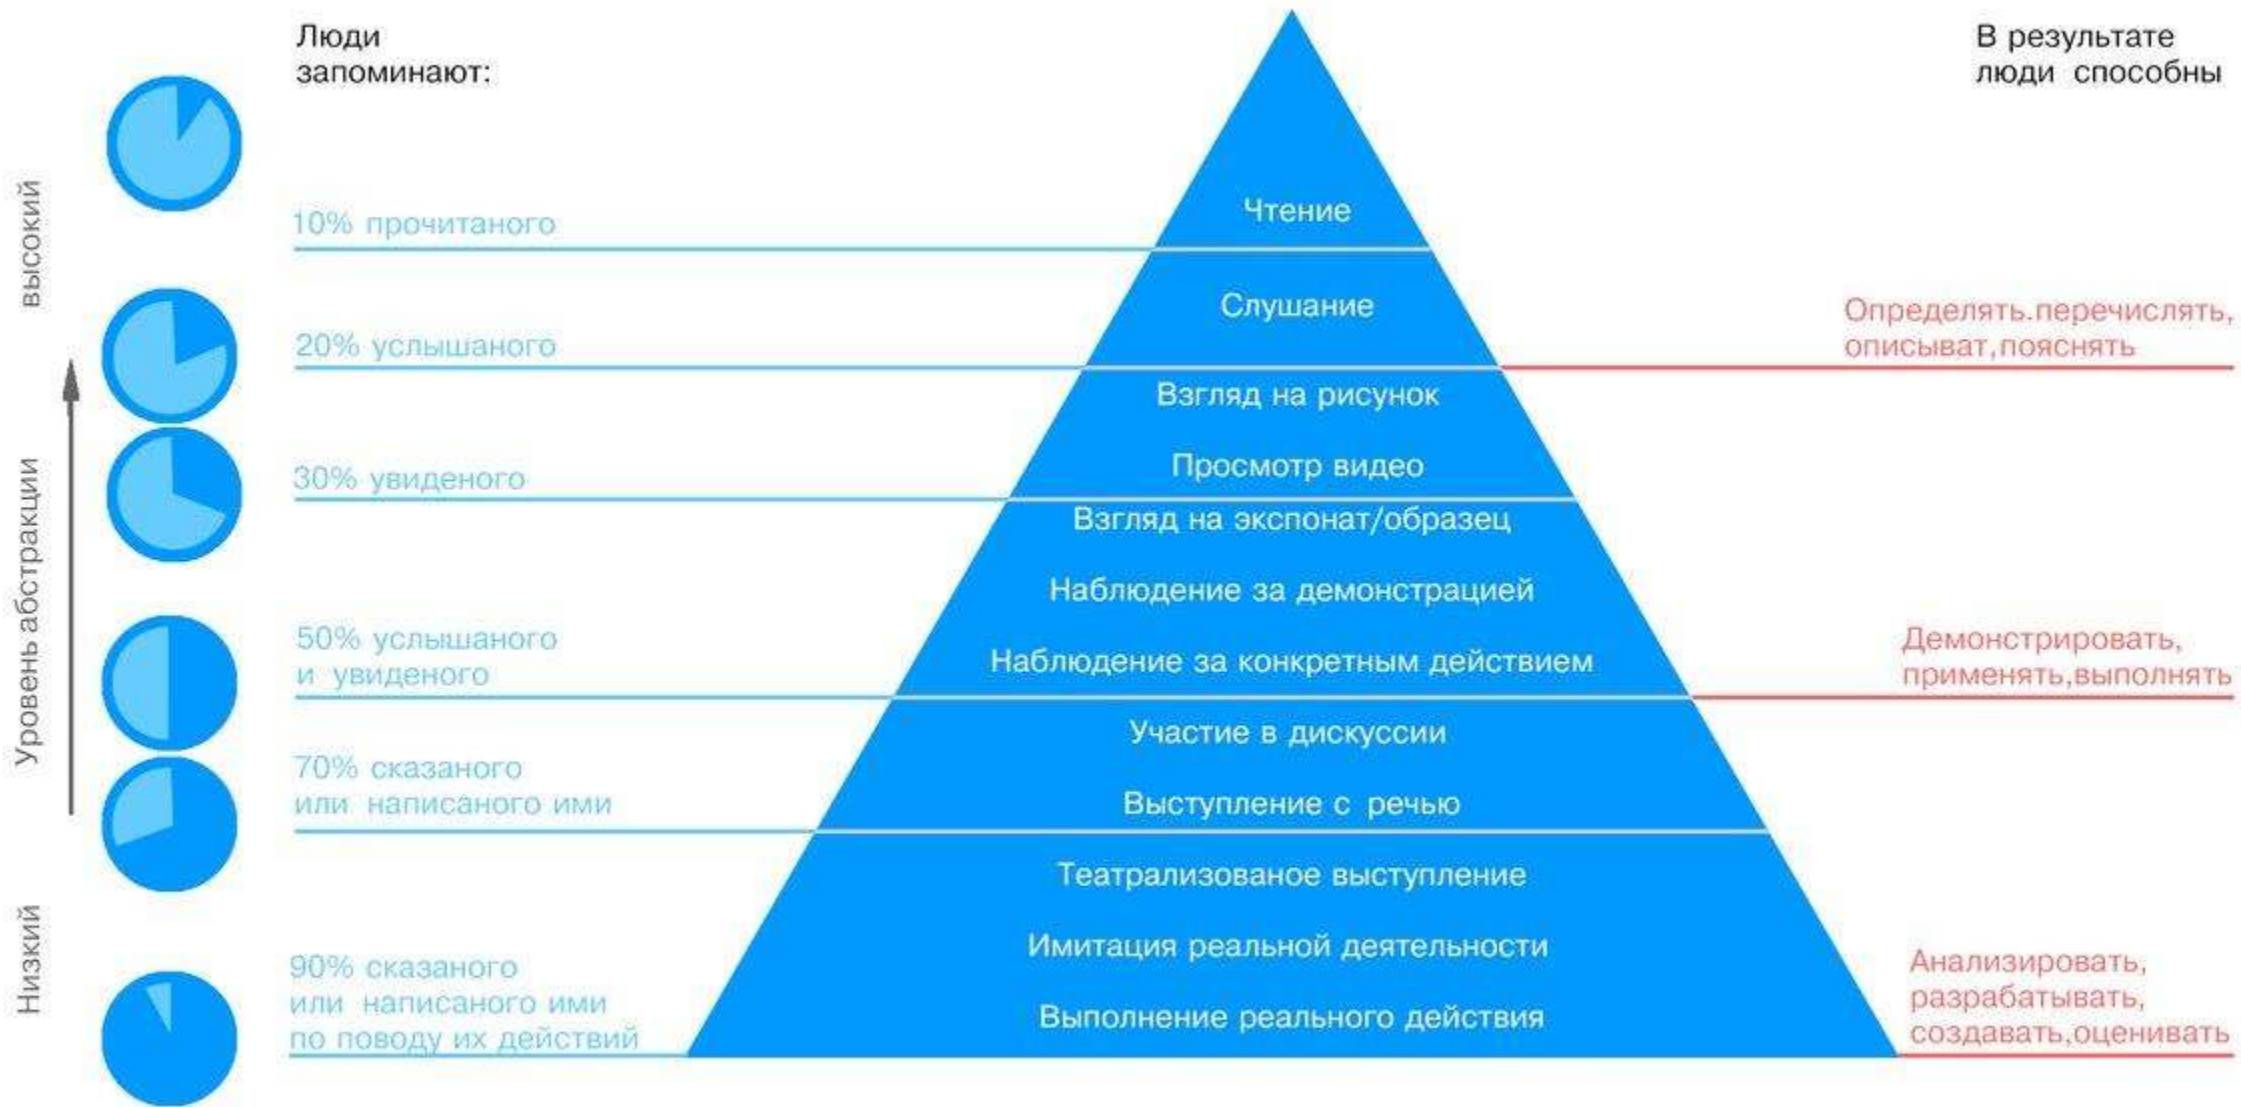 Люди
запоминают:
В результате
люди способны
высокий
Уровень абстракции
Низкий
10% прочитаного
20% услышаного
30% увиденого
50% услышаного
и увиденого
70% сказаного
или написаного ими
90% сказаного
или написаного ими
по поводу их действий
Чтение
Слушание
Взгляд на рисунок
Просмотр видео
Взгляд на экспонат/образец
Наблюдение за демонстрацией
Наблюдение за конкретным действием
Участие в дискуссии
Выступление с речью
Театрализованое выступление
Имитация реальной деятельности
Выполнение реального действия
Определять.перечислять,
описыват,пояснять
Демонстрировать,
применять,выполнять
Анализировать,
разрабатывать,
создавать,оценивать